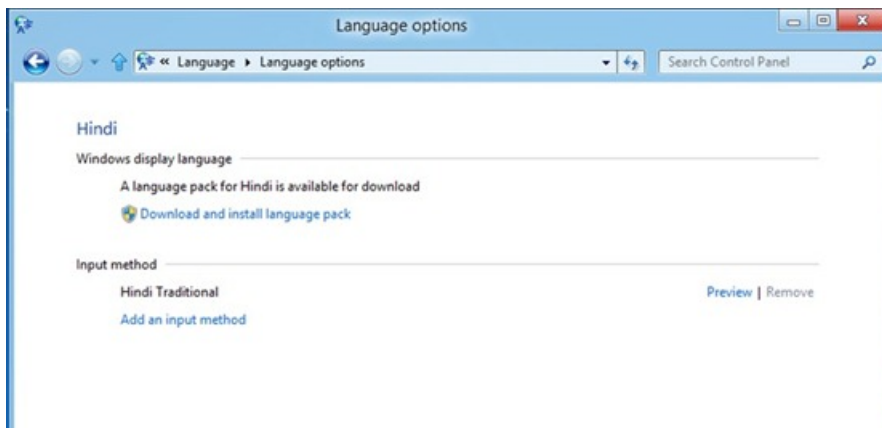 Language options
« Language ▸ Language options
Search Control Panel
Hindi
Windows display language
A language pack for Hindi is available for download
Download and install language pack
Input method
Hindi Traditional Preview | Remove
Add an input method